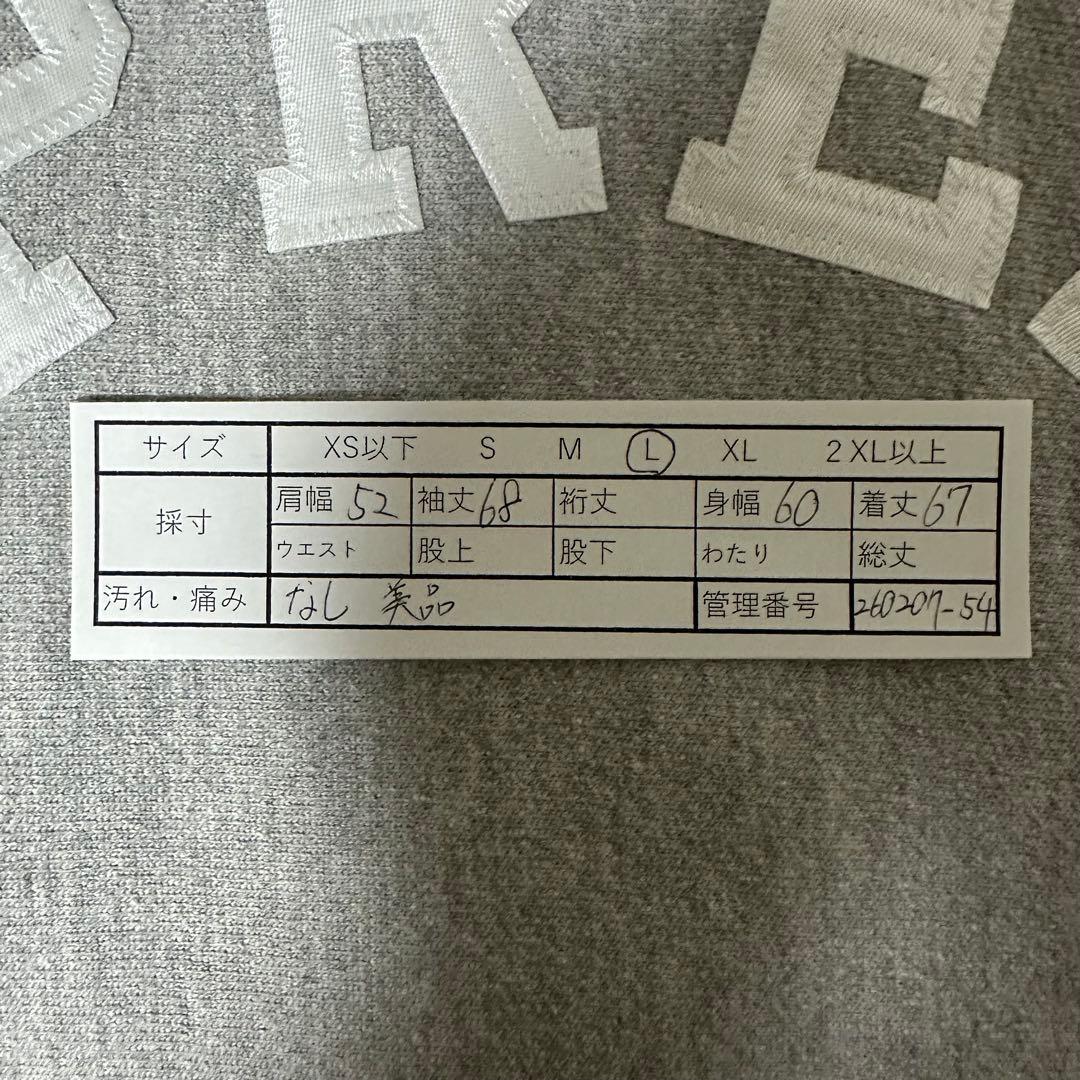 PRE
サイズ XS以下 S M L XL 2XL以上
採寸 肩幅 52 袖丈 68 裄丈 身幅 60 着丈 67
ウエスト 股上 股下 わたり 総丈
汚れ・痛み なし 美品 管理番号 260207-54